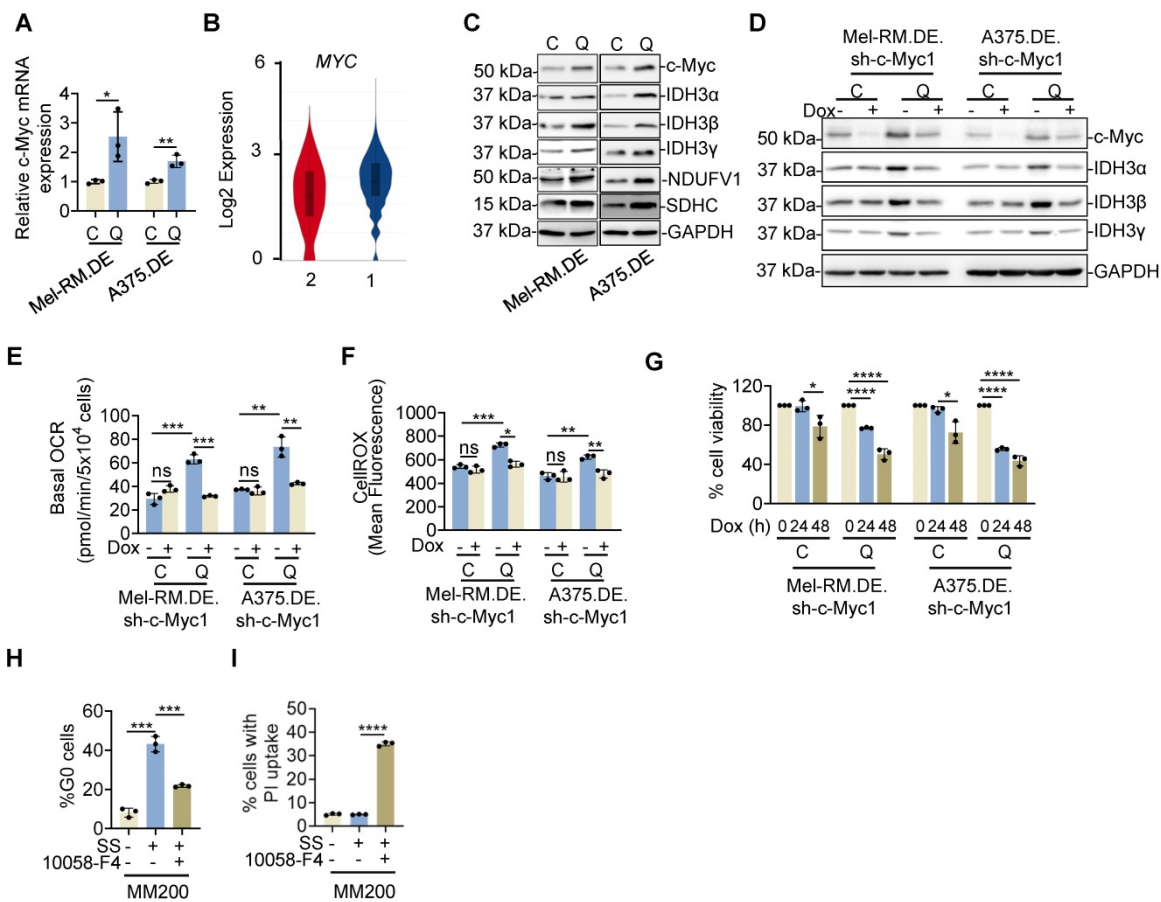 A
Relative c-Myc mRNA
expression
4
3
2
1
0
*
**
C Q C Q
Mel-RM.DE
A375.DE
B
MYC
Log2 Expression
6
3
0
2 1
C
C Q C Q
50 kDa- -c-Myc
37 kDa- -IDH3α
37 kDa- -IDH3β
37 kDa- -IDH3γ
50 kDa- -NDUFV1
15 kDa- -SDHC
37 kDa- -GAPDH
Mel-RM.DE
A375.DE
D
Mel-RM.DE.
sh-c-Myc1
A375.DE.
sh-c-Myc1
C Q C Q
Dox - + - + - + - +
50 kDa- -c-Myc
37 kDa- -IDH3α
37 kDa- -IDH3β
37 kDa- -IDH3γ
37 kDa- -GAPDH
E
Basal OCR
(pmol/min/5x10⁴ cells)
100
80
60
40
20
0
ns *** *** ns ** **
Dox - + - + - + - +
C Q C Q
Mel-RM.DE.
sh-c-Myc1
A375.DE.
sh-c-Myc1
F
CellROX
(Mean Fluorescence)
1000
800
600
400
200
0
ns *** * ns ** **
Dox - + - + - + - +
C Q C Q
Mel-RM.DE.
sh-c-Myc1
A375.DE.
sh-c-Myc1
G
% cell viability
120
80
40
0
* **** **** * **** ****
Dox (h) 0 24 48 0 24 48 0 24 48 0 24 48
C Q C Q
Mel-RM.DE.
sh-c-Myc1
A375.DE.
sh-c-Myc1
H
%G0 cells
60
40
20
0
*** ***
SS - + +
10058-F4 - - +
MM200
I
% cells with
PI uptake
50
40
30
20
10
0
****
SS - + +
10058-F4 - - +
MM200